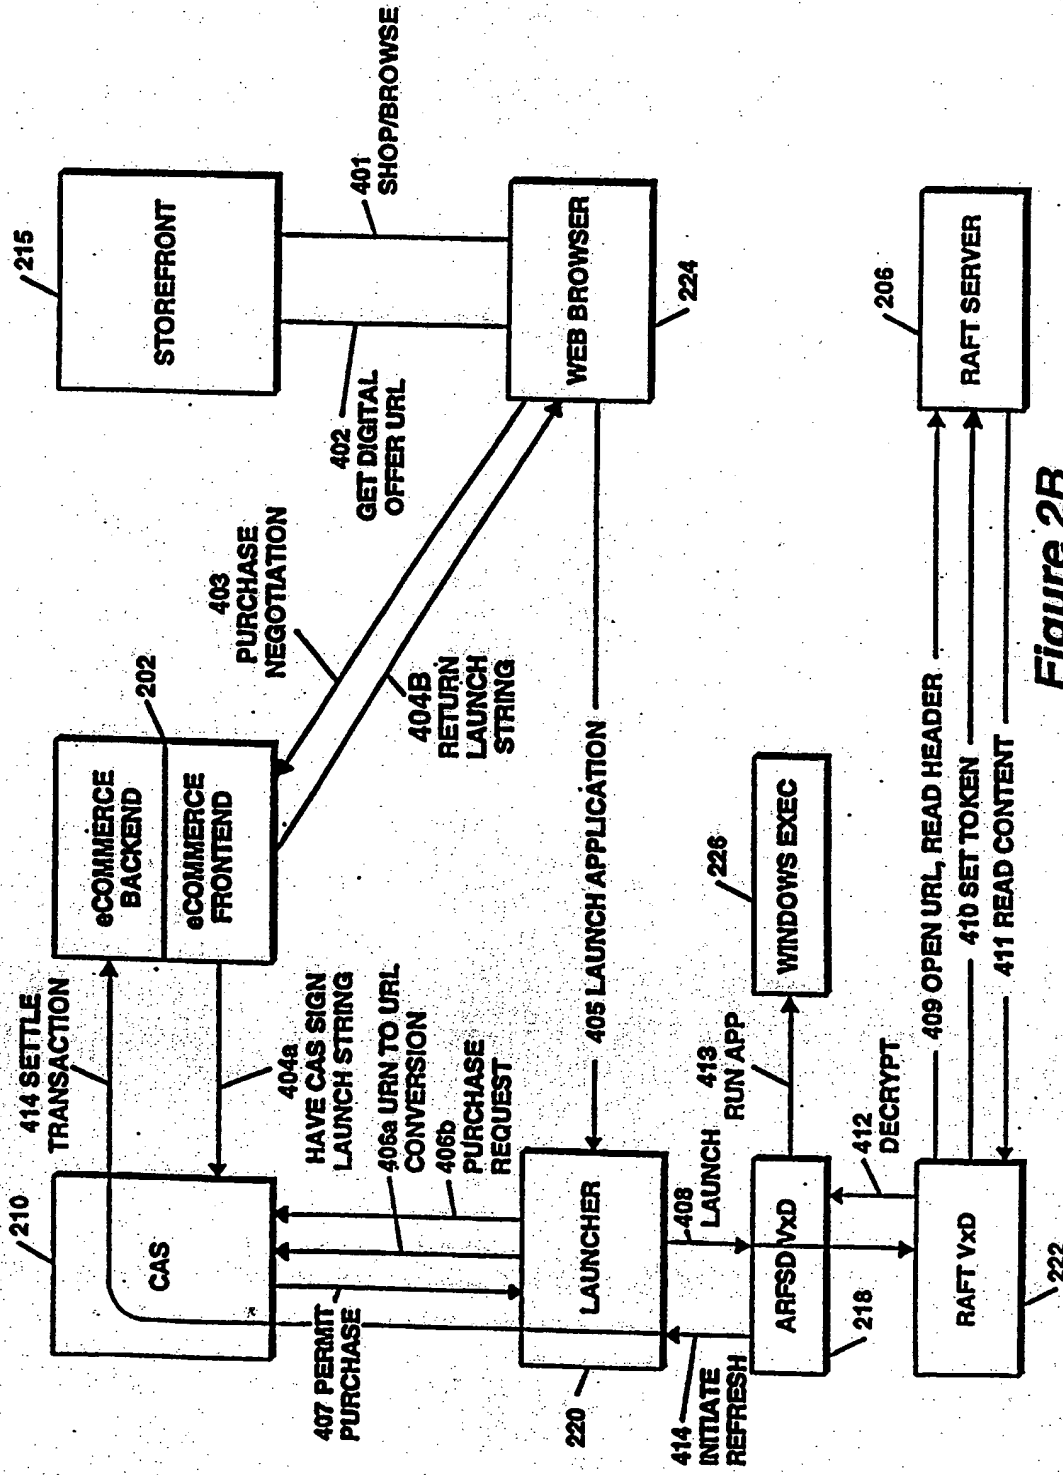 210
CAS
414 SETTLE
TRANSACTION
404a
HAVE CAS SIGN
LAUNCH STRING
eCOMMERCE
BACKEND
eCOMMERCE
FRONTEND
202
403
PURCHASE
NEGOTIATION
404B
RETURN
LAUNCH
STRING
215
STOREFRONT
401
SHOP/BROWSE
402
GET DIGITAL
OFFER URL
WEB BROWSER
224
407 PERMIT
PURCHASE
406a URN TO URL
CONVERSION
406b
PURCHASE
REQUEST
405 LAUNCH APPLICATION
LAUNCHER
220
414
INITIATE
REFRESH
408
LAUNCH
413
RUN APP
226
WINDOWS EXEC
ARFSD VxD
218
412
DECRYPT
RAFT VxD
222
409 OPEN URL, READ HEADER
410 SET TOKEN
411 READ CONTENT
206
RAFT SERVER
Figure 2B